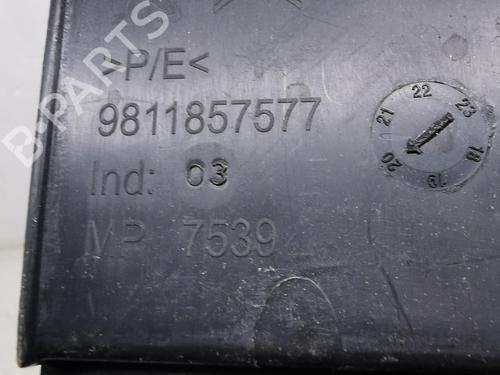 >P/E<
9811857577
Ind: 03
MP 7539
18 19 20 21 22 23
B-PARTS